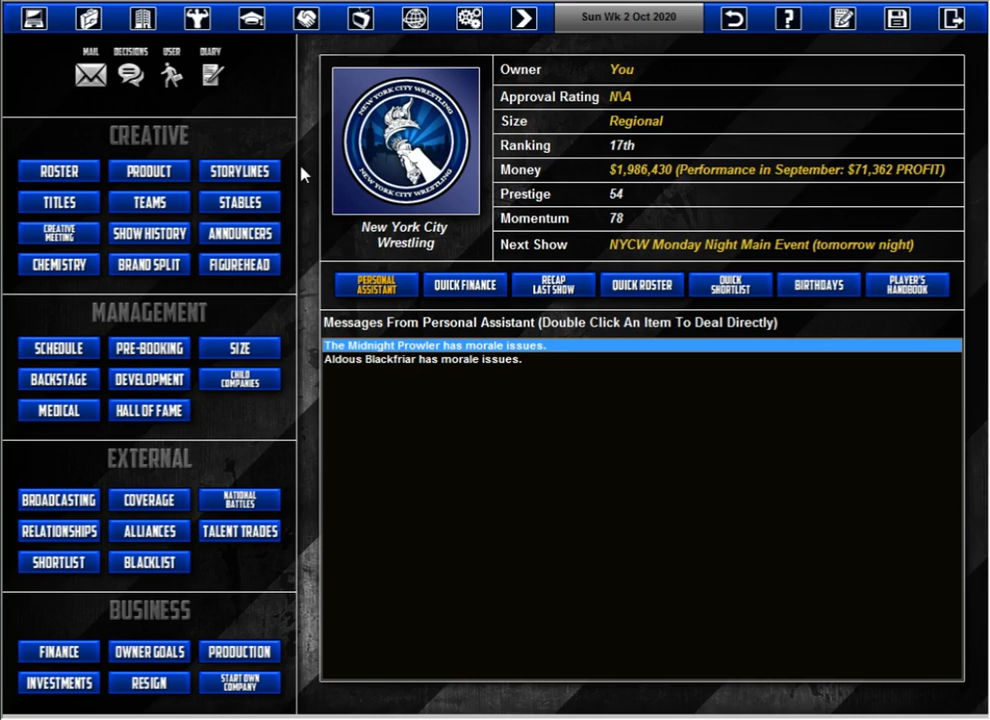 Sun Wk 2 Oct 2020
MAIL DECISIONS USER DIARY
CREATIVE
ROSTER PRODUCT STORYLINES
TITLES TEAMS STABLES
CREATIVE MEETING SHOW HISTORY ANNOUNCERS
CHEMISTRY BRAND SPLIT FIGUREHEAD
MANAGEMENT
SCHEDULE PRE-BOOKING SIZE
BACKSTAGE DEVELOPMENT CHILD COMPANIES
MEDICAL HALL OF FAME
EXTERNAL
BROADCASTING COVERAGE NATIONAL BATTLES
RELATIONSHIPS ALLIANCES TALENT TRADES
SHORTLIST BLACKLIST
BUSINESS
FINANCE OWNER GOALS PRODUCTION
INVESTMENTS RESIGN START OWN COMPANY
NEW YORK CITY WRESTLING
NEW YORK CITY WRESTLING
New York City
Wrestling
Owner You
Approval Rating N\A
Size Regional
Ranking 17th
Money $1,986,430 (Performance in September: $71,362 PROFIT)
Prestige 54
Momentum 78
Next Show NYCW Monday Night Main Event (tomorrow night)
PERSONAL ASSISTANT QUICK FINANCE RECAP LAST SHOW QUICK ROSTER QUICK SHORTLIST BIRTHDAYS PLAYER'S HANDBOOK
Messages From Personal Assistant (Double Click An Item To Deal Directly)
The Midnight Prowler has morale issues.
Aldous Blackfriar has morale issues.